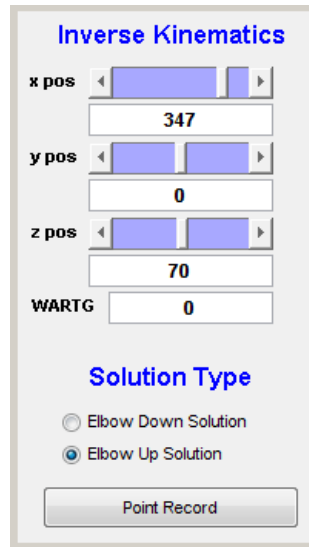 Inverse Kinematics
x pos
347
y pos
0
z pos
70
WARTG 0
Solution Type
Elbow Down Solution
Elbow Up Solution
Point Record